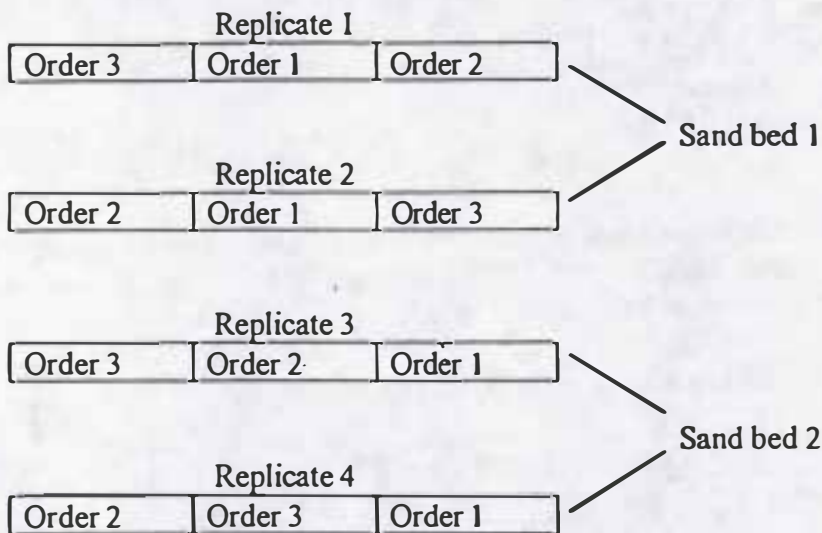 Replicate 1
Order 3 Order 1 Order 2
Sand bed 1
Replicate 2
Order 2 Order 1 Order 3
Replicate 3
Order 3 Order 2 Order 1
Sand bed 2
Replicate 4
Order 2 Order 3 Order 1